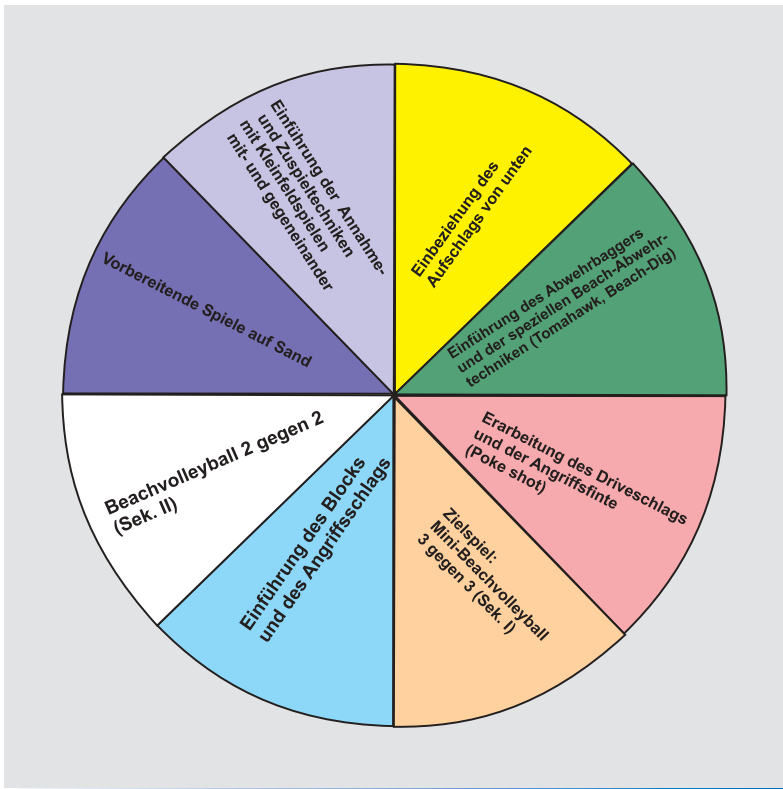 Vorbereitende Spiele auf Sand
Einführung der Annahme-
und Zuspieltechniken
mit Kleinfeldspielen
mit- und gegeneinander
Einbeziehung des
Aufschlags von unten
Einführung des Abwehrbaggers
und der speziellen Beach-Abwehr-
techniken (Tomahawk, Beach-Dig)
Erarbeitung des Driveschlags
und der Angriffsfinte
(Poke shot)
Zielspiel:
Mini-Beachvolleyball
3 gegen 3 (Sek. I)
Einführung des Blocks
und des Angriffsschlags
Beachvolleyball 2 gegen 2
(Sek. II)